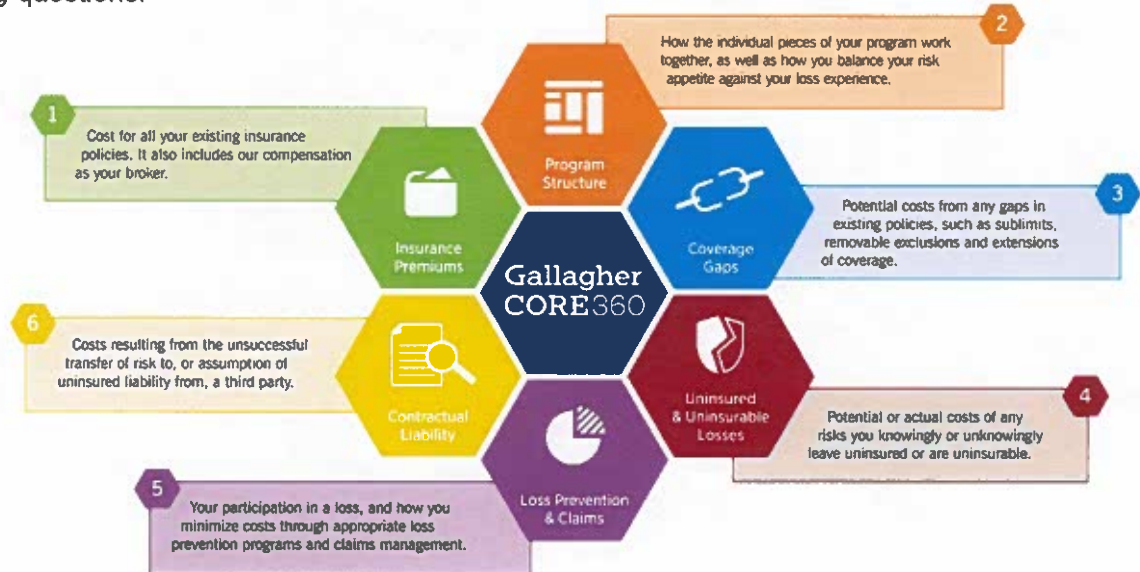 questions.
1
Cost for all your existing insurance
policies. It also includes our compensation
as your broker.
Insurance
Premiums
2
How the individual pieces of your program work
together, as well as how you balance your risk
appetite against your loss experience.
Program
Structure
3
Potential costs from any gaps in
existing policies, such as sublimits,
removable exclusions and extensions
of coverage.
Coverage
Gaps
Gallagher
CORE360
4
Potential or actual costs of any
risks you knowingly or unknowingly
leave uninsured or are uninsurable.
Uninsured
& Uninsurable
Losses
5
Your participation in a loss, and how you
minimize costs through appropriate loss
prevention programs and claims management.
Loss Prevention
& Claims
6
Costs resulting from the unsuccessful
transfer of risk to, or assumption of
uninsured liability from, a third party.
Contractual
Liability